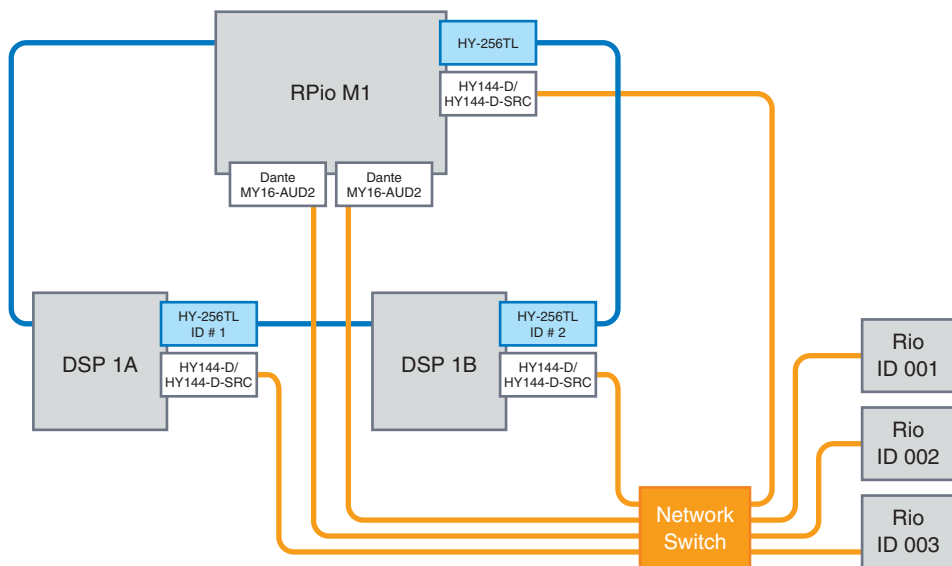 HY-256TL
RPio M1
HY144-D/
HY144-D-SRC
Dante
MY16-AUD2
Dante
MY16-AUD2
DSP 1A
HY-256TL
ID # 1
HY144-D/
HY144-D-SRC
DSP 1B
HY-256TL
ID # 2
HY144-D/
HY144-D-SRC
Rio
ID 001
Rio
ID 002
Network
Switch
Rio
ID 003